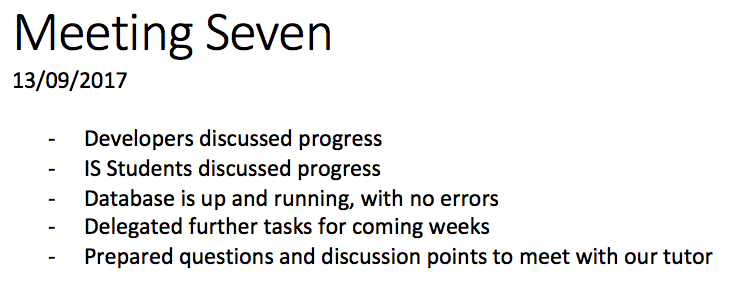 Meeting Seven
13/09/2017
- Developers discussed progress
- IS Students discussed progress
- Database is up and running, with no errors
- Delegated further tasks for coming weeks
- Prepared questions and discussion points to meet with our tutor